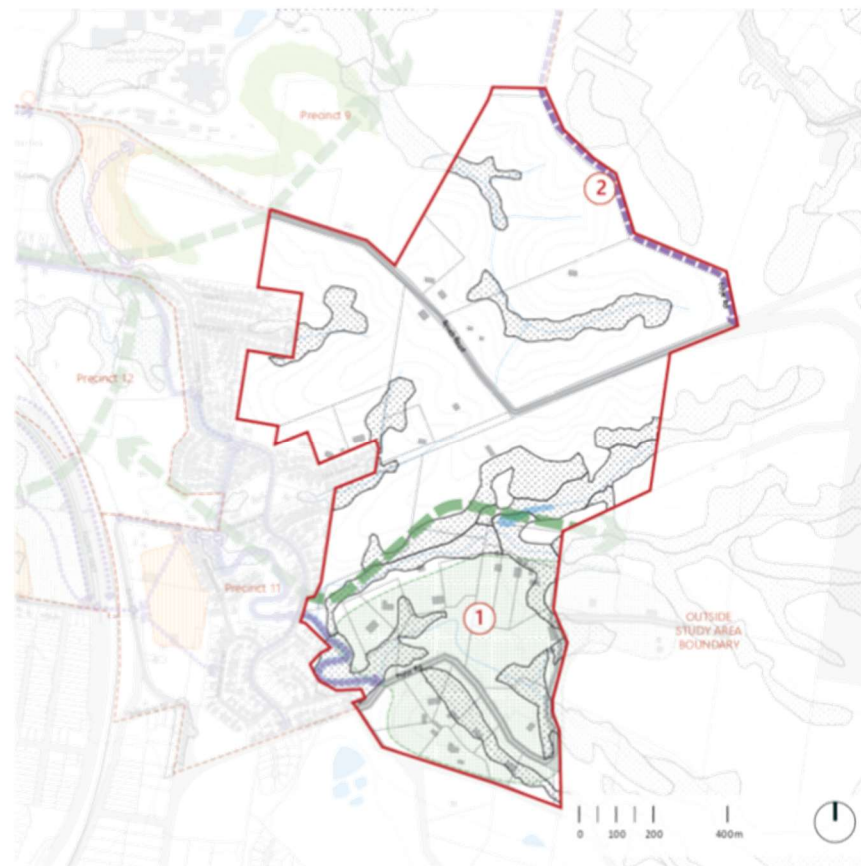 Precinct 9
2
Precinct 12
Precinct 11
1
OUTSIDE
STUDY AREA
BOUNDARY
0 100 200 400m